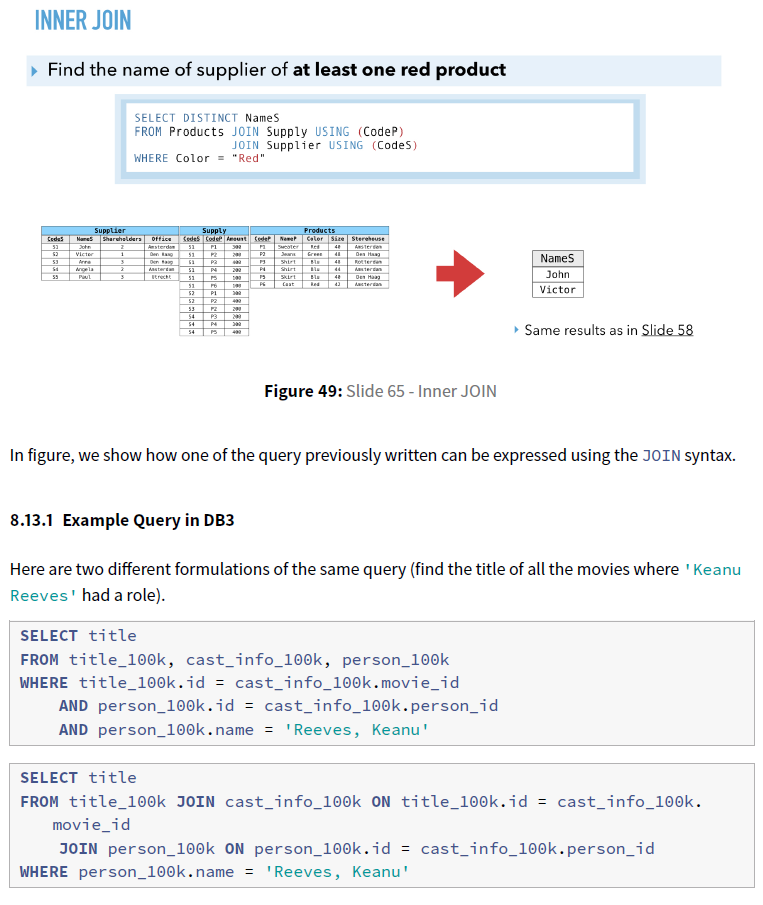 INNER JOIN
Find the name of supplier of at least one red product
SELECT DISTINCT NameS
FROM Products JOIN Supply USING (CodeP)
JOIN Supplier USING (CodeS)
WHERE Color = "Red"
Supplier Supply Products
CodeS NameS Shareholders Office CodeS CodeP Amount CodeP NameP Color Size Storehouse
S1 John 2 Amsterdam S1 P1 300 P1 Sweater Red 40 Amsterdam
S2 Victor 1 Den Haag S1 P2 200 P2 Jeans Green 48 Den Haag
S3 Anna 3 Den Haag S1 P3 400 P3 Shirt Blu 48 Rotterdam
S4 Angela 2 Amsterdam S1 P4 200 P4 Shirt Blu 44 Amsterdam
S5 Paul 3 Utrecht S1 P5 100 P5 Skirt Blu 40 Den Haag
S1 P6 100 P6 Coat Red 42 Amsterdam
S2 P1 300
S2 P2 400
S3 P2 200
S4 P3 200
S4 P4 300
S4 P5 400
NameS
John
Victor
Same results as in Slide 58
Figure 49: Slide 65 - Inner JOIN
In figure, we show how one of the query previously written can be expressed using the JOIN syntax.
8.13.1 Example Query in DB3
Here are two different formulations of the same query (find the title of all the movies where 'Keanu
Reeves' had a role).
SELECT title
FROM title_100k, cast_info_100k, person_100k
WHERE title_100k.id = cast_info_100k.movie_id
AND person_100k.id = cast_info_100k.person_id
AND person_100k.name = 'Reeves, Keanu'
SELECT title
FROM title_100k JOIN cast_info_100k ON title_100k.id = cast_info_100k.
movie_id
JOIN person_100k ON person_100k.id = cast_info_100k.person_id
WHERE person_100k.name = 'Reeves, Keanu'